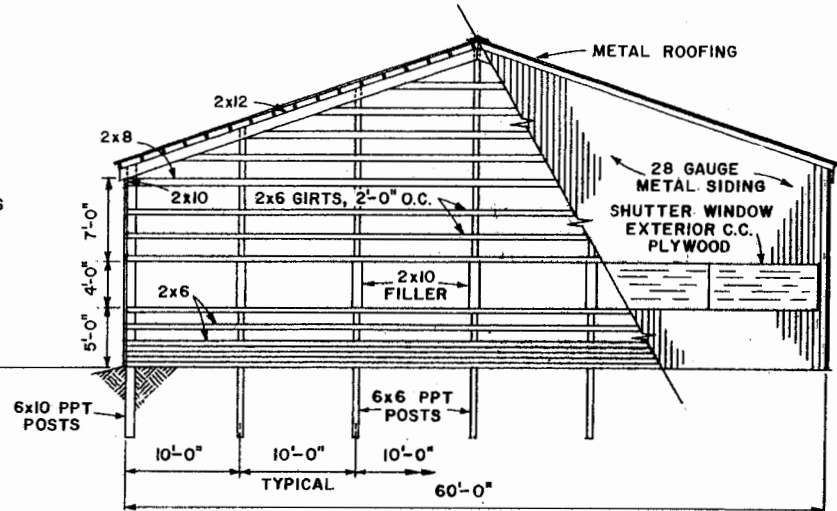 METAL ROOFING
2x12
2x8
28 GAUGE
METAL SIDING
2x10
2x6 GIRTS, 2'-0" O.C.
S
SHUTTER WINDOW
EXTERIOR C.C.
PLYWOOD
7'-0"
4'-0"
2x10
FILLER
2x6
5'-0"
6x10 PPT
POSTS
6x6 PPT
POSTS
10'-0"
10'-0"
10'-0"
TYPICAL
60'-0"